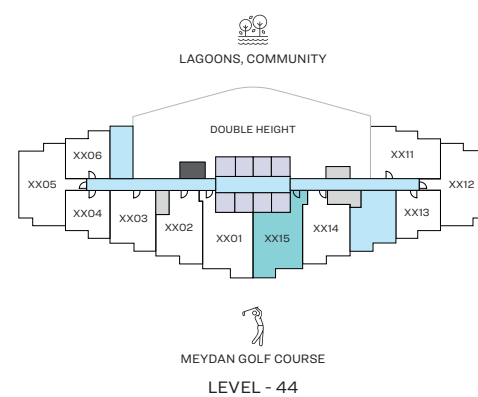 LAGOONS, COMMUNITY
DOUBLE HEIGHT
XX06
XX11
XX05
XX12
XX04
XX03
XX13
XX02
XX14
XX01
XX15
MEYDAN GOLF COURSE
LEVEL - 44